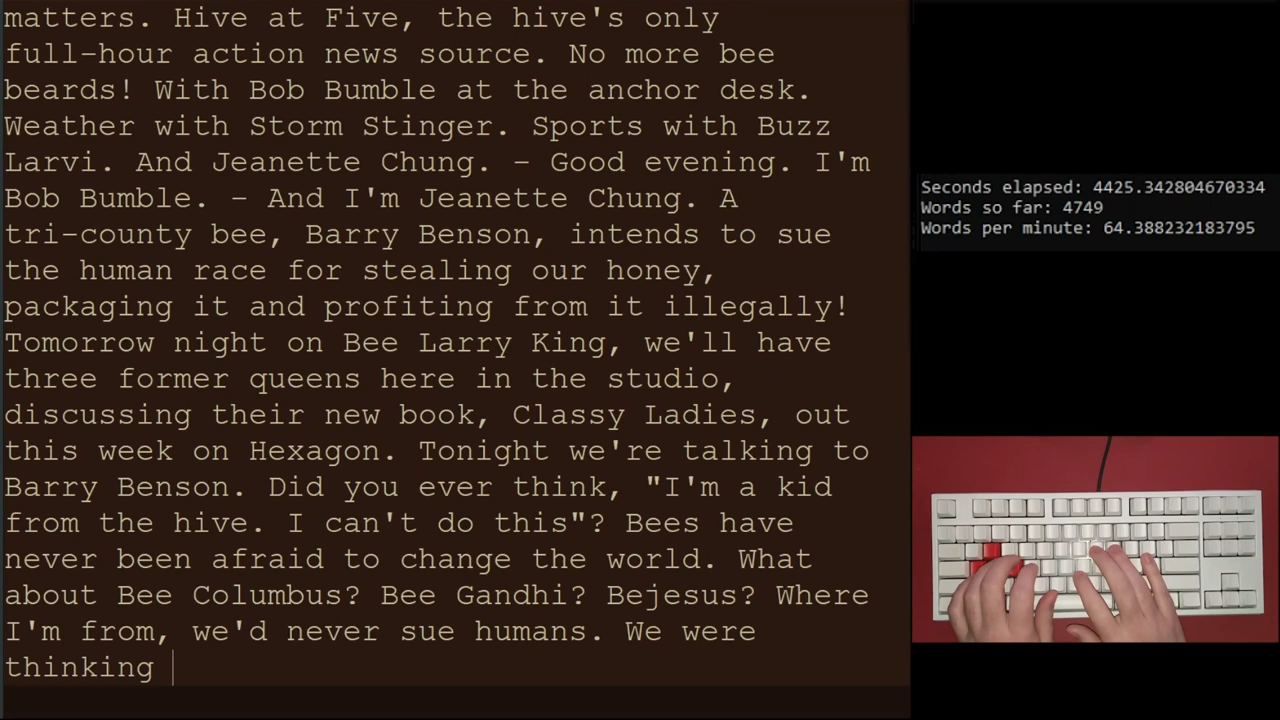 matters. Hive at Five, the hive's only
full-hour action news source. No more bee
beards! With Bob Bumble at the anchor desk.
Weather with Storm Stinger. Sports with Buzz
Larvi. And Jeanette Chung. - Good evening. I'm
Bob Bumble. - And I'm Jeanette Chung. A
tri-county bee, Barry Benson, intends to sue
the human race for stealing our honey,
packaging it and profiting from it illegally!
Tomorrow night on Bee Larry King, we'll have
three former queens here in the studio,
discussing their new book, Classy Ladies, out
this week on Hexagon. Tonight we're talking to
Barry Benson. Did you ever think, "I'm a kid
from the hive. I can't do this"? Bees have
never been afraid to change the world. What
about Bee Columbus? Bee Gandhi? Bejesus? Where
I'm from, we'd never sue humans. We were
thinking
Seconds elapsed: 4425.342804670334
Words so far: 4749
Words per minute: 64.388232183795